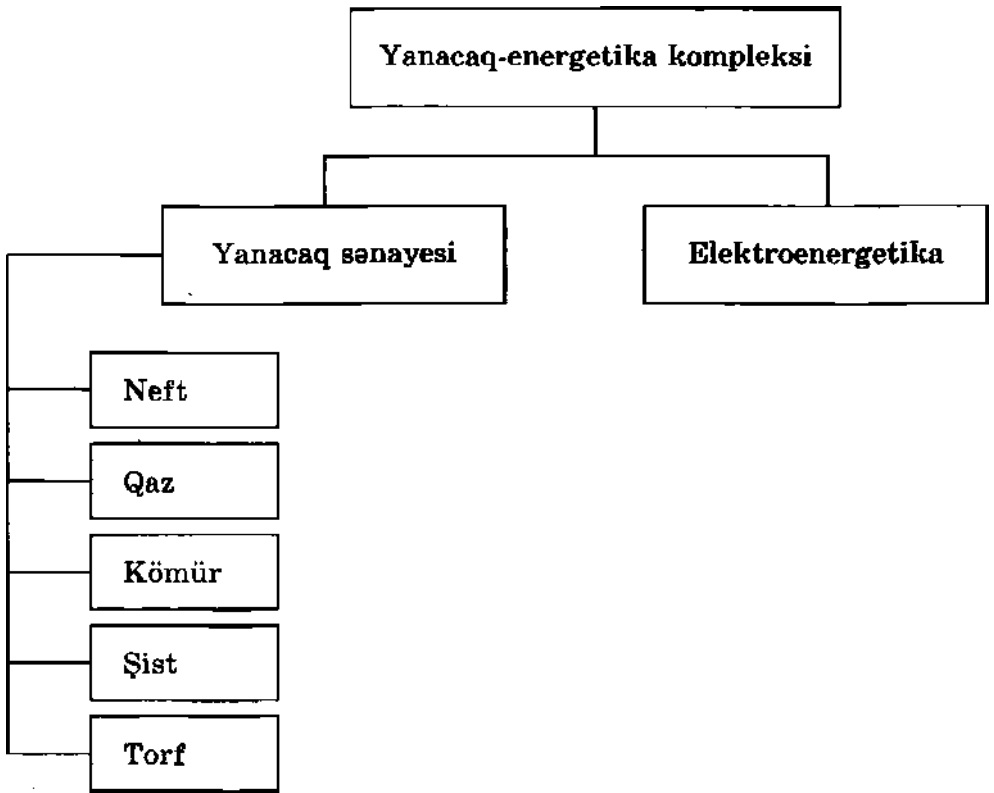 Yanacaq-energetika kompleksi
Yanacaq sənayesi
Elektroenergetika
Neft
Qaz
Kömür
Şist
Torf